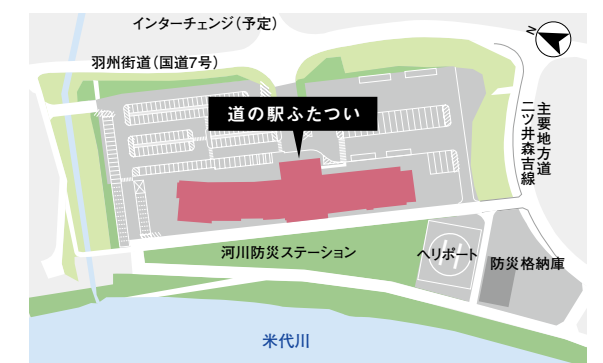 インターチェンジ（予定）
羽州街道（国道7号）
N
道の駅ふたつい
主要地方道
二ツ井森吉線
河川防災ステーション
ヘリポート
防災格納庫
米代川